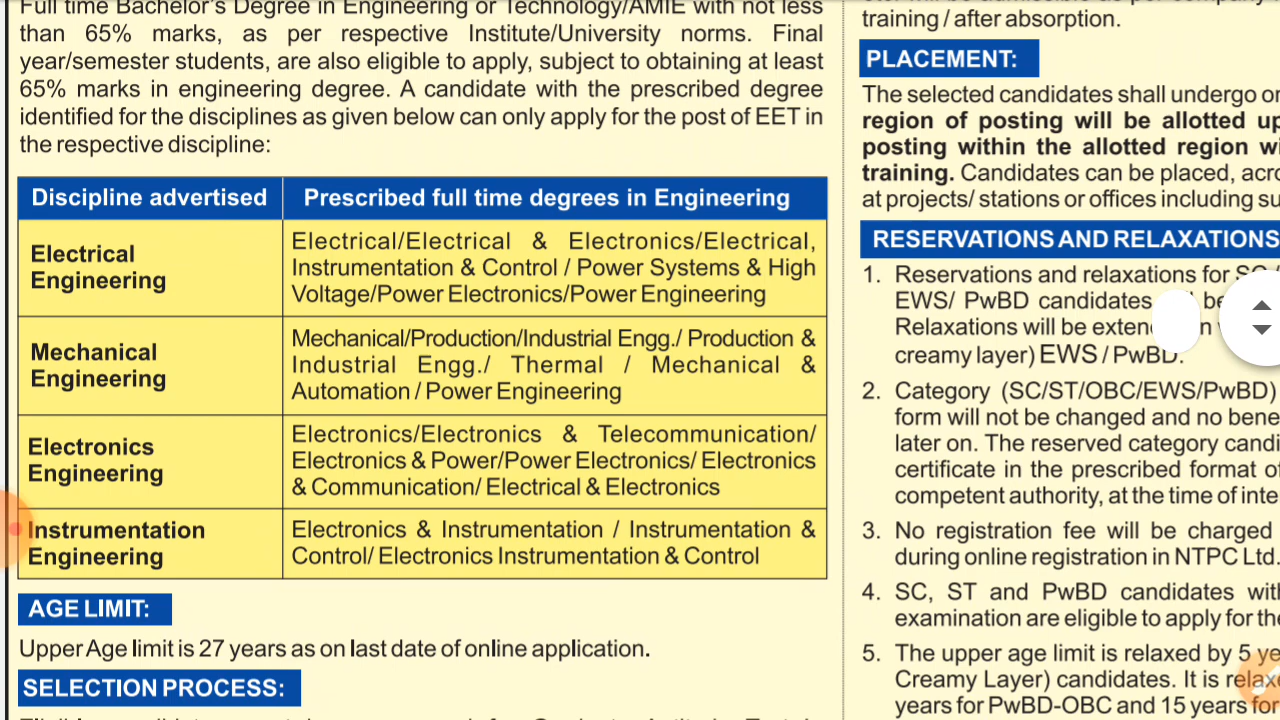 Full time Bachelor's Degree in Engineering or Technology/AMIE with not less
than 65% marks, as per respective Institute/University norms. Final
year/semester students, are also eligible to apply, subject to obtaining at least
65% marks in engineering degree. A candidate with the prescribed degree
identified for the disciplines as given below can only apply for the post of EET in
the respective discipline:
Discipline advertised
Prescribed full time degrees in Engineering
Electrical
Engineering
Electrical/Electrical & Electronics/Electrical,
Instrumentation & Control / Power Systems & High
Voltage/Power Electronics/Power Engineering
Mechanical
Engineering
Mechanical/Production/Industrial Engg./ Production &
Industrial Engg./ Thermal / Mechanical &
Automation / Power Engineering
Electronics
Engineering
Electronics/Electronics & Telecommunication/
Electronics & Power/Power Electronics/ Electronics
& Communication/ Electrical & Electronics
Instrumentation
Engineering
Electronics & Instrumentation / Instrumentation &
Control/ Electronics Instrumentation & Control
AGE LIMIT:
Upper Age limit is 27 years as on last date of online application.
SELECTION PROCESS:
training / after absorption.
PLACEMENT:
The selected candidates shall undergo
region of posting will be allotted
posting within the allotted region
training. Candidates can be placed,
at projects/ stations or offices including
RESERVATIONS AND RELAXATIONS
1. Reservations and relaxations for
EWS/ PwBD candidates
Relaxations will be
creamy layer) EWS / PwBD.
2. Category (SC/ST/OBC/EWS/PwBD)
form will not be changed and no
later on. The reserved category
certificate in the prescribed format
competent authority, at the time of
3. No registration fee will be charged
during online registration in NTPC Ltd.
4. SC, ST and PwBD candidates
examination are eligible to apply for
5. The upper age limit is relaxed by 5
Creamy Layer) candidates. It is
years for PwBD-OBC and 15 years for